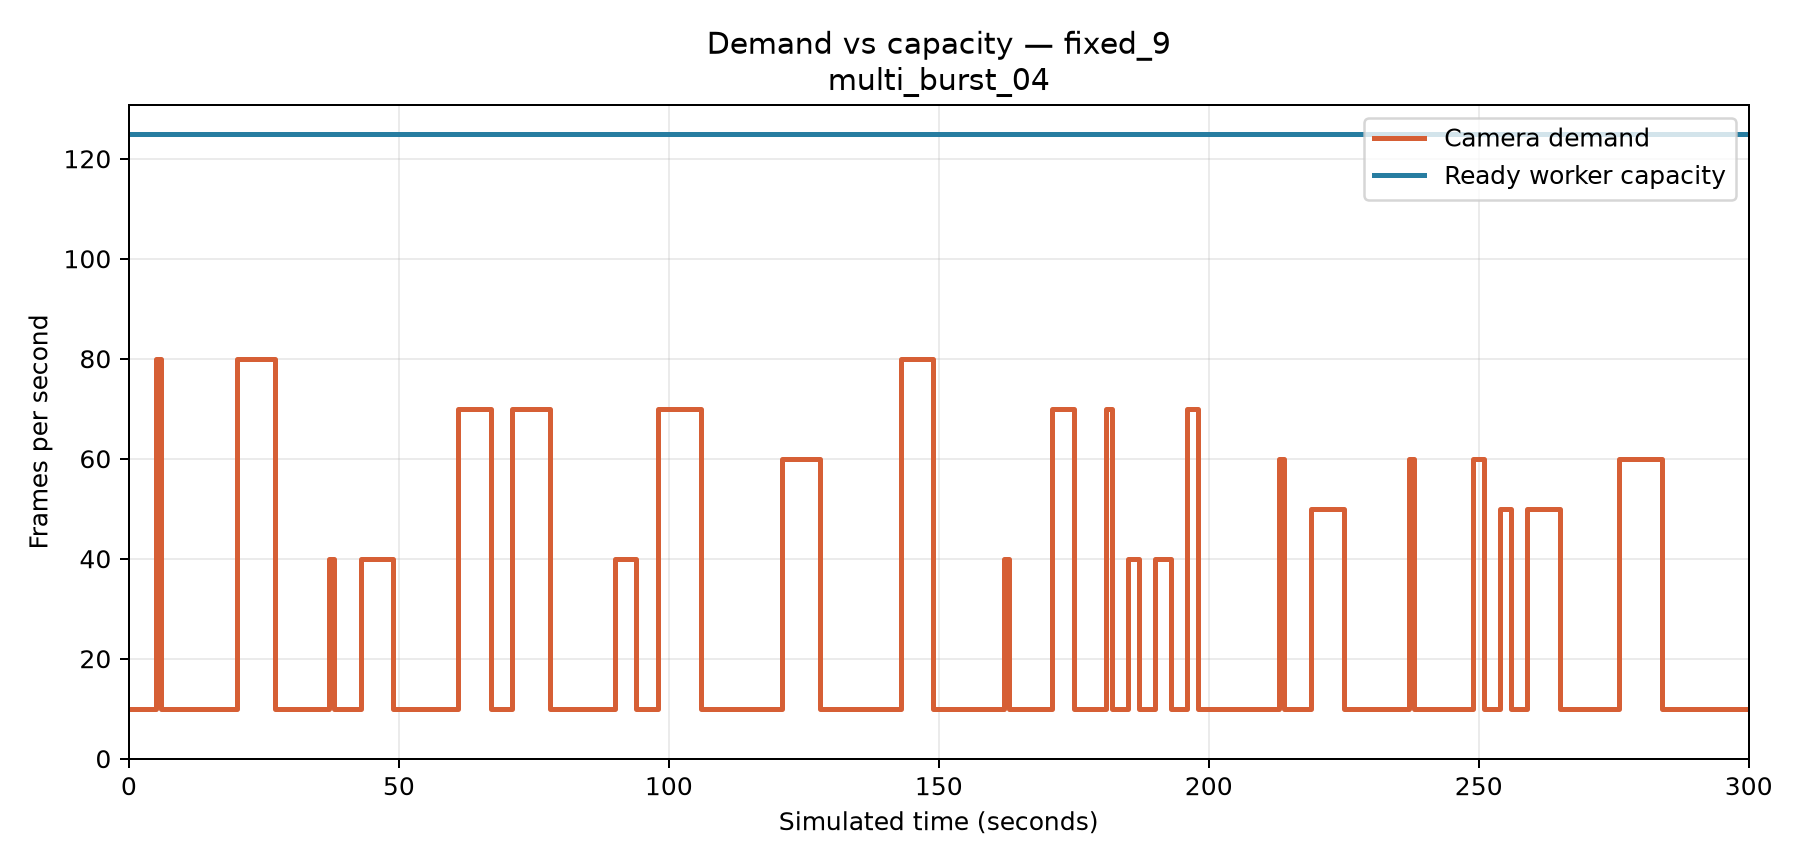 Demand vs capacity — fixed_9
multi_burst_04
Camera demand
Ready worker capacity
Frames per second
120
100
80
60
40
20
0
0 50 100 150 200 250 300
Simulated time (seconds)